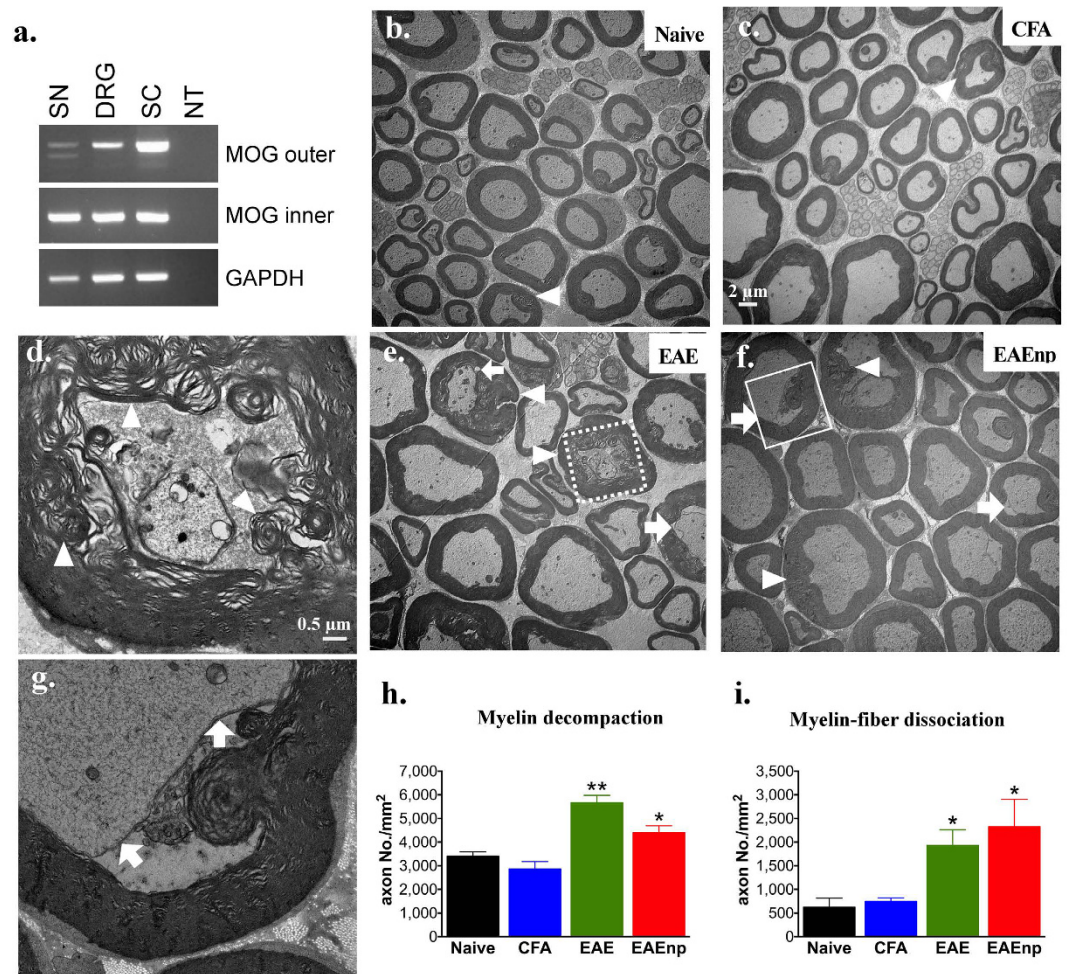 a.
SN DRG SC NT
MOG outer
MOG inner
GAPDH
b. Naive
c. CFA
2 µm
d.
0.5 µm
e. EAE
f. EAEnp
g.
h.
Myelin decompaction
axon No./mm²
7,000
6,000
5,000
4,000
3,000
2,000
1,000
0
**
*
Naive CFA EAE EAEnp
i.
Myelin-fiber dissociation
axon No./mm²
3,500
3,000
2,500
2,000
1,500
1,000
500
0
*
*
Naive CFA EAE EAEnp